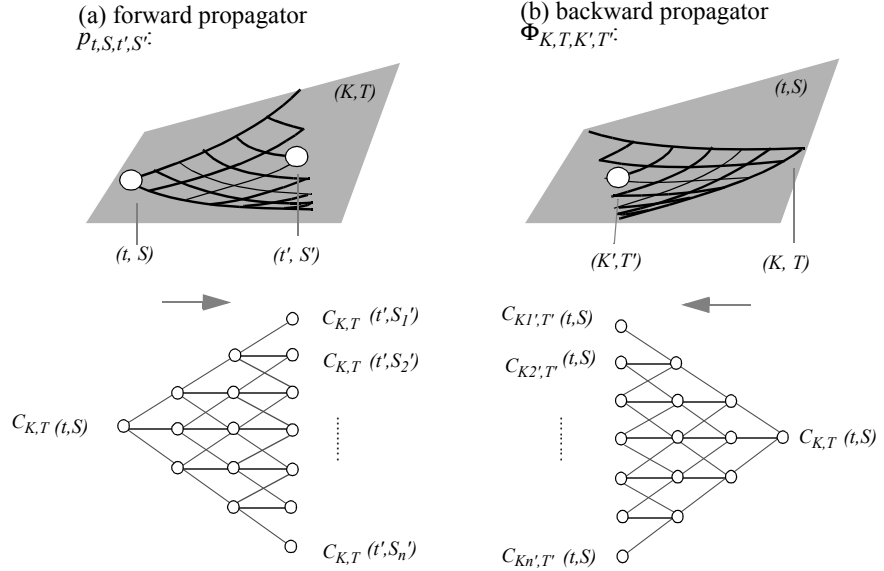 (a) forward propagator
p_{t,S,t',S'}:
(K,T)
(t, S)
(t', S')
C_{K,T} (t',S_1')
C_{K,T} (t',S_2')
C_{K,T} (t,S)
C_{K,T} (t',S_n')
(b) backward propagator
Φ_{K,T,K',T'}:
(t,S)
(K',T')
(K, T)
C_{K1',T'} (t,S)
C_{K2',T'} (t,S)
C_{K,T} (t,S)
C_{Kn',T'} (t,S)